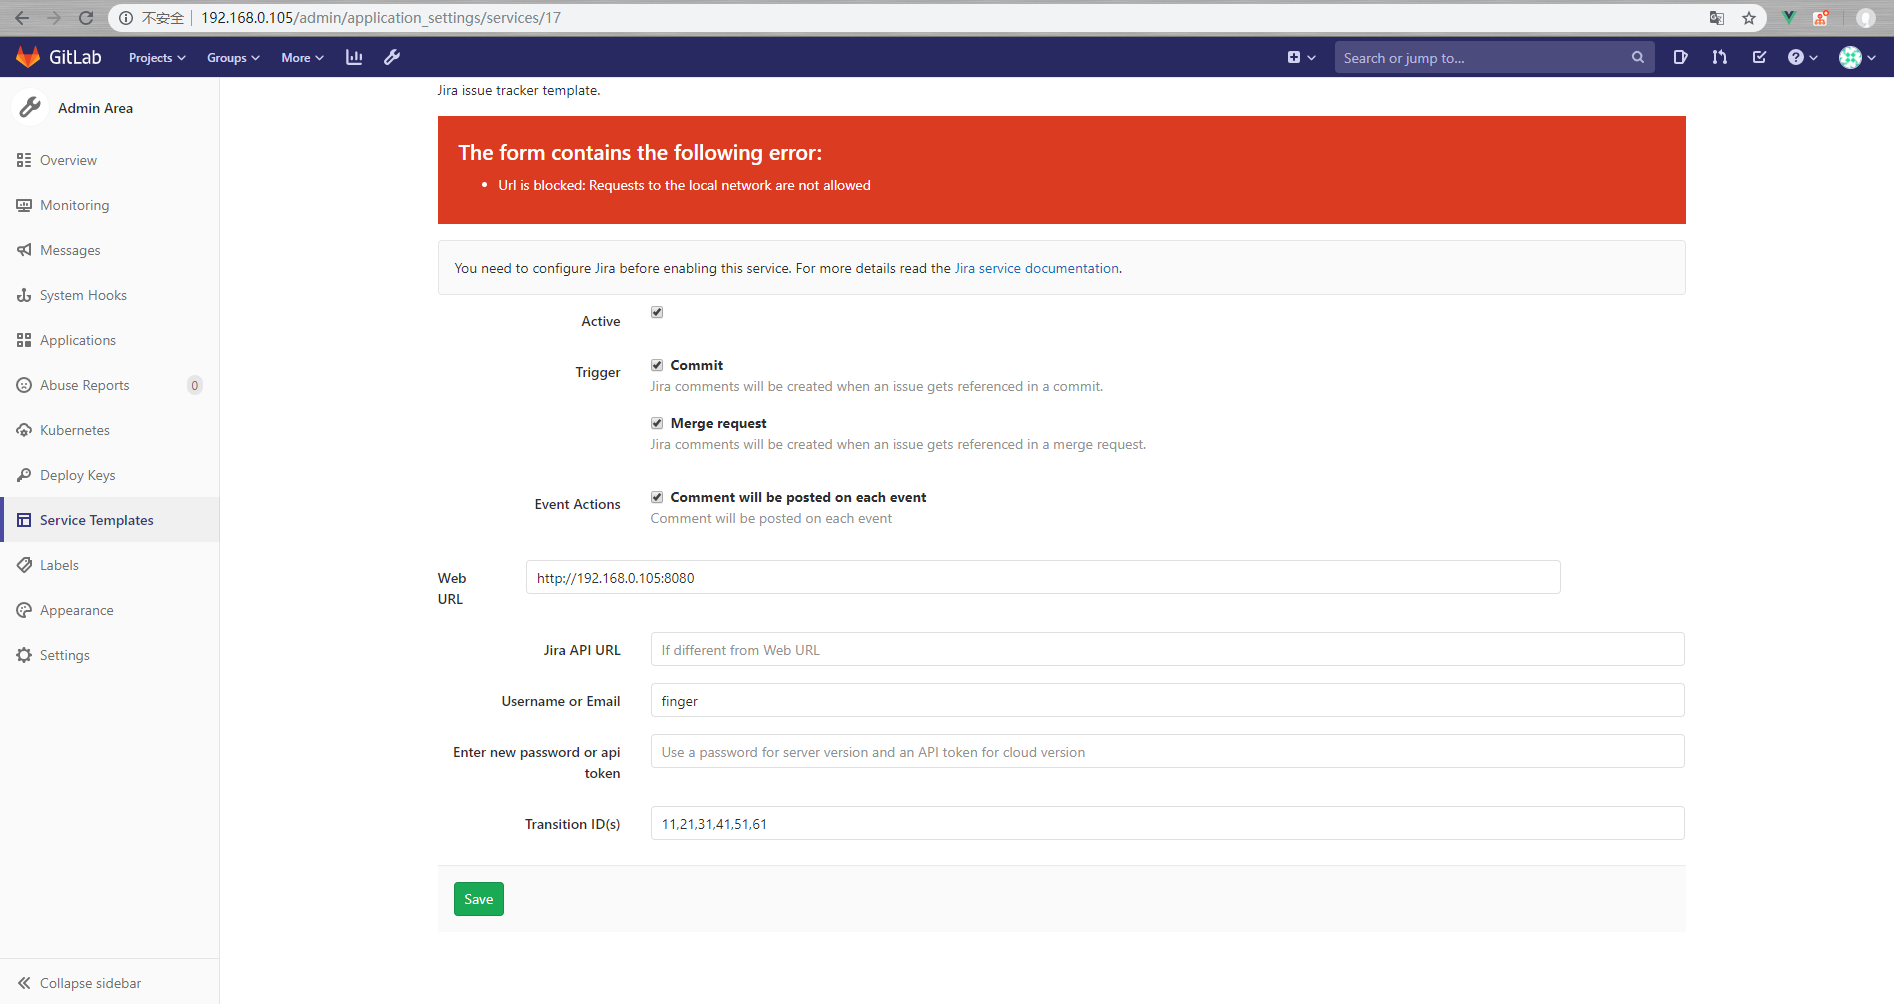 不安全 192.168.0.105/admin/application_settings/services/17
GitLab Projects Groups More Search or jump to...
Admin Area
Overview
Monitoring
Messages
System Hooks
Applications
Abuse Reports 0
Kubernetes
Deploy Keys
Service Templates
Labels
Appearance
Settings
Collapse sidebar
Jira issue tracker template.
The form contains the following error:
• Url is blocked: Requests to the local network are not allowed
You need to configure Jira before enabling this service. For more details read the Jira service documentation.
Active
Trigger
Commit
Jira comments will be created when an issue gets referenced in a commit.
Merge request
Jira comments will be created when an issue gets referenced in a merge request.
Event Actions
Comment will be posted on each event
Comment will be posted on each event
Web
URL
http://192.168.0.105:8080
Jira API URL
If different from Web URL
Username or Email
finger
Enter new password or api
token
Use a password for server version and an API token for cloud version
Transition ID(s)
11,21,31,41,51,61
Save